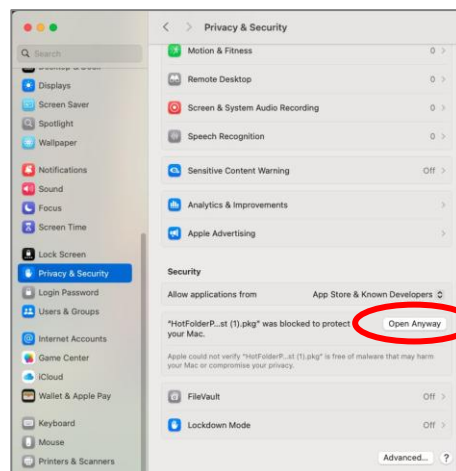 Privacy & Security
Search
Displays
Screen Saver
Spotlight
Wallpaper
Notifications
Sound
Focus
Screen Time
Lock Screen
Privacy & Security
Login Password
Users & Groups
Internet Accounts
Game Center
iCloud
Wallet & Apple Pay
Keyboard
Mouse
Printers & Scanners
Motion & Fitness 0
Remote Desktop 0
Screen & System Audio Recording 0
Speech Recognition 0
Sensitive Content Warning Off
Analytics & Improvements
Apple Advertising
Security
Allow applications from App Store & Known Developers
"HotFolderP...st (1).pkg" was blocked to protect Open Anyway
your Mac.
Apple could not verify "HotFolderP...st (1).pkg" is free of malware that may harm
your Mac or compromise your privacy.
FileVault Off
Lockdown Mode Off
Advanced... ?